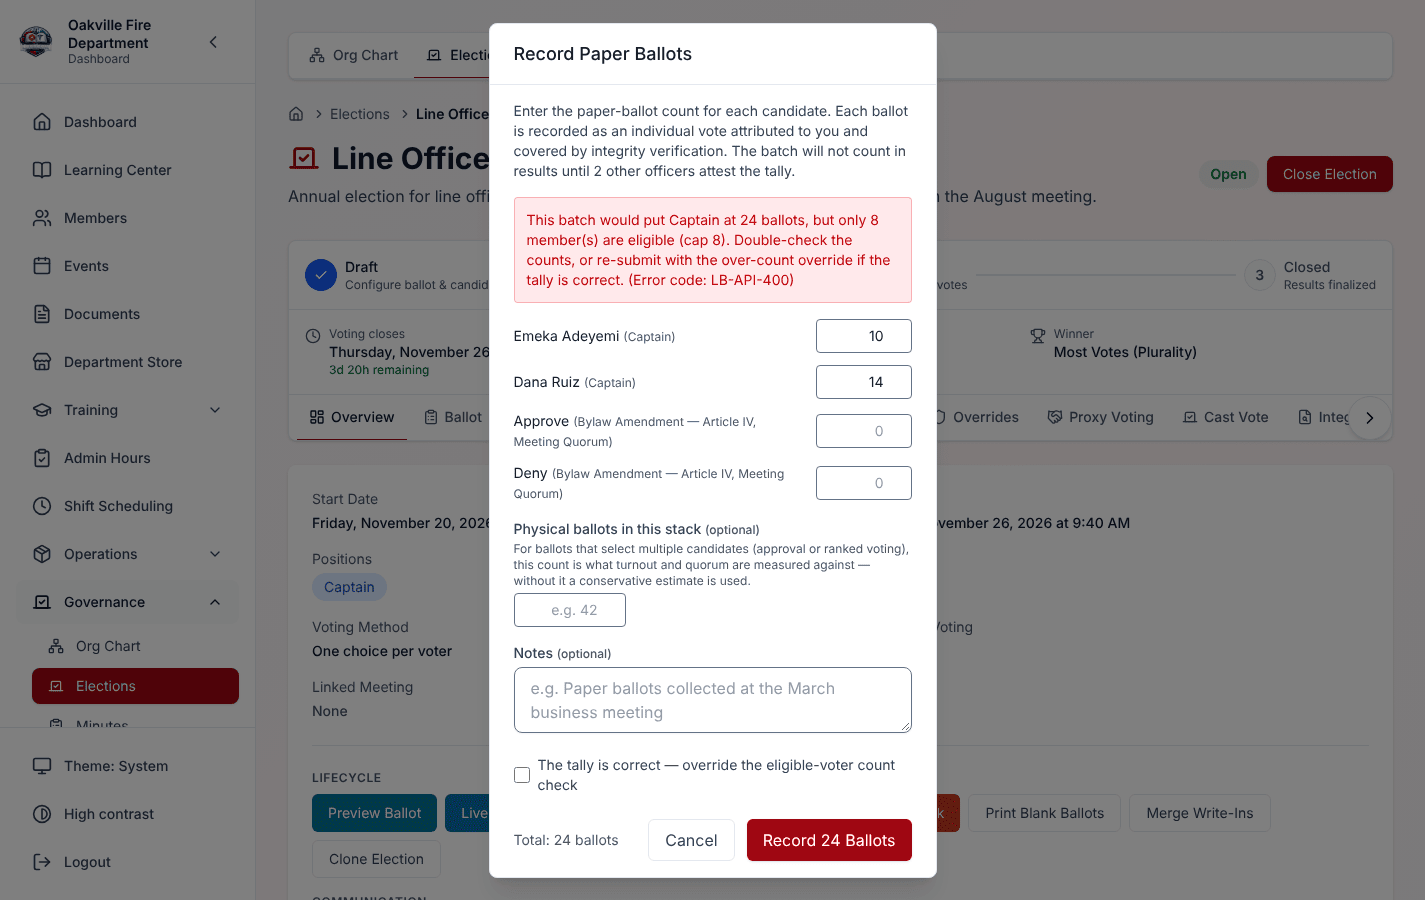 Oakville Fire
Department
Dashboard
Dashboard
Learning Center
Members
Events
Documents
Department Store
Training
Admin Hours
Shift Scheduling
Operations
Governance
Org Chart
Elections
Minutes
Theme: System
High contrast
Logout
Org Chart
Elections
Line Office
Line Office
Annual election for line offi
n the August meeting.
Open
Close Election
Draft
Configure ballot & candid
votes
3
Closed
Results finalized
Voting closes
Thursday, November 26
3d 20h remaining
Winner
Most Votes (Plurality)
Overview
Ballot
Overrides
Proxy Voting
Cast Vote
Start Date
Friday, November 20, 2026
vember 26, 2026 at 9:40 AM
Positions
Captain
Voting Method
One choice per voter
Voting
Linked Meeting
None
LIFECYCLE
Preview Ballot
Live
k
Print Blank Ballots
Merge Write-Ins
Clone Election
Record Paper Ballots
Enter the paper-ballot count for each candidate. Each ballot
is recorded as an individual vote attributed to you and
covered by integrity verification. The batch will not count in
results until 2 other officers attest the tally.
This batch would put Captain at 24 ballots, but only 8
member(s) are eligible (cap 8). Double-check the
counts, or re-submit with the over-count override if the
tally is correct. (Error code: LB-API-400)
Emeka Adeyemi (Captain)
10
Dana Ruiz (Captain)
14
Approve (Bylaw Amendment — Article IV,
Meeting Quorum)
0
Deny (Bylaw Amendment — Article IV, Meeting
Quorum)
0
Physical ballots in this stack (optional)
For ballots that select multiple candidates (approval or ranked voting),
this count is what turnout and quorum are measured against —
without it a conservative estimate is used.
e.g. 42
Notes (optional)
e.g. Paper ballots collected at the March
business meeting
The tally is correct — override the eligible-voter count
check
Total: 24 ballots
Cancel
Record 24 Ballots